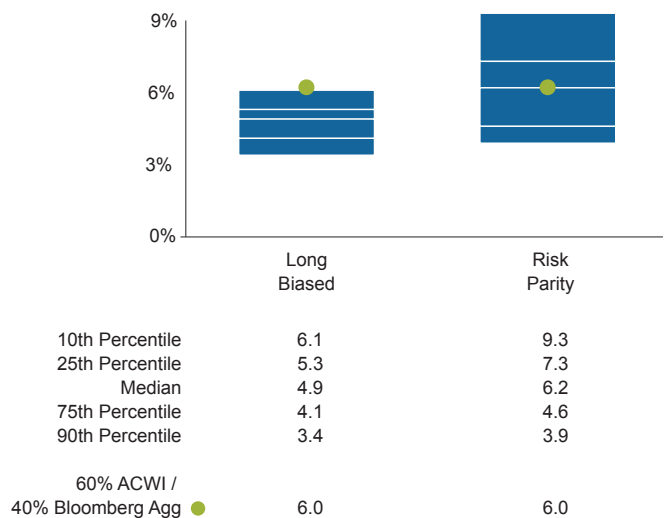 9%
6%
3%
0%
Long Biased
Risk Parity
10th Percentile 6.1 9.3
25th Percentile 5.3 7.3
Median 4.9 6.2
75th Percentile 4.1 4.6
90th Percentile 3.4 3.9
60% ACWI /
40% Bloomberg Agg 6.0 6.0